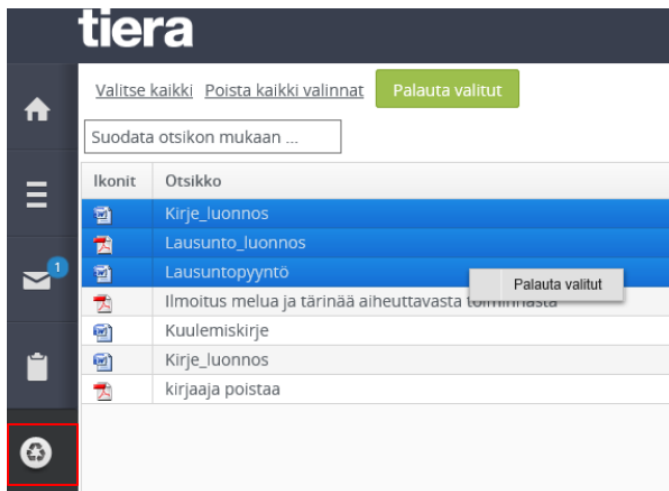 tiera
Valitse kaikki Poista kaikki valinnat Palauta valitut
Suodata otsikon mukaan ...
Ikonit Otsikko
Kirje_luonnos
Lausunto_luonnos
1
Lausuntopyyntö
Palauta valitut
Ilmoitus melua ja tärinää aiheuttavasta toiminnasta
Kuulemiskirje
Kirje_luonnos
kirjaaja poistaa